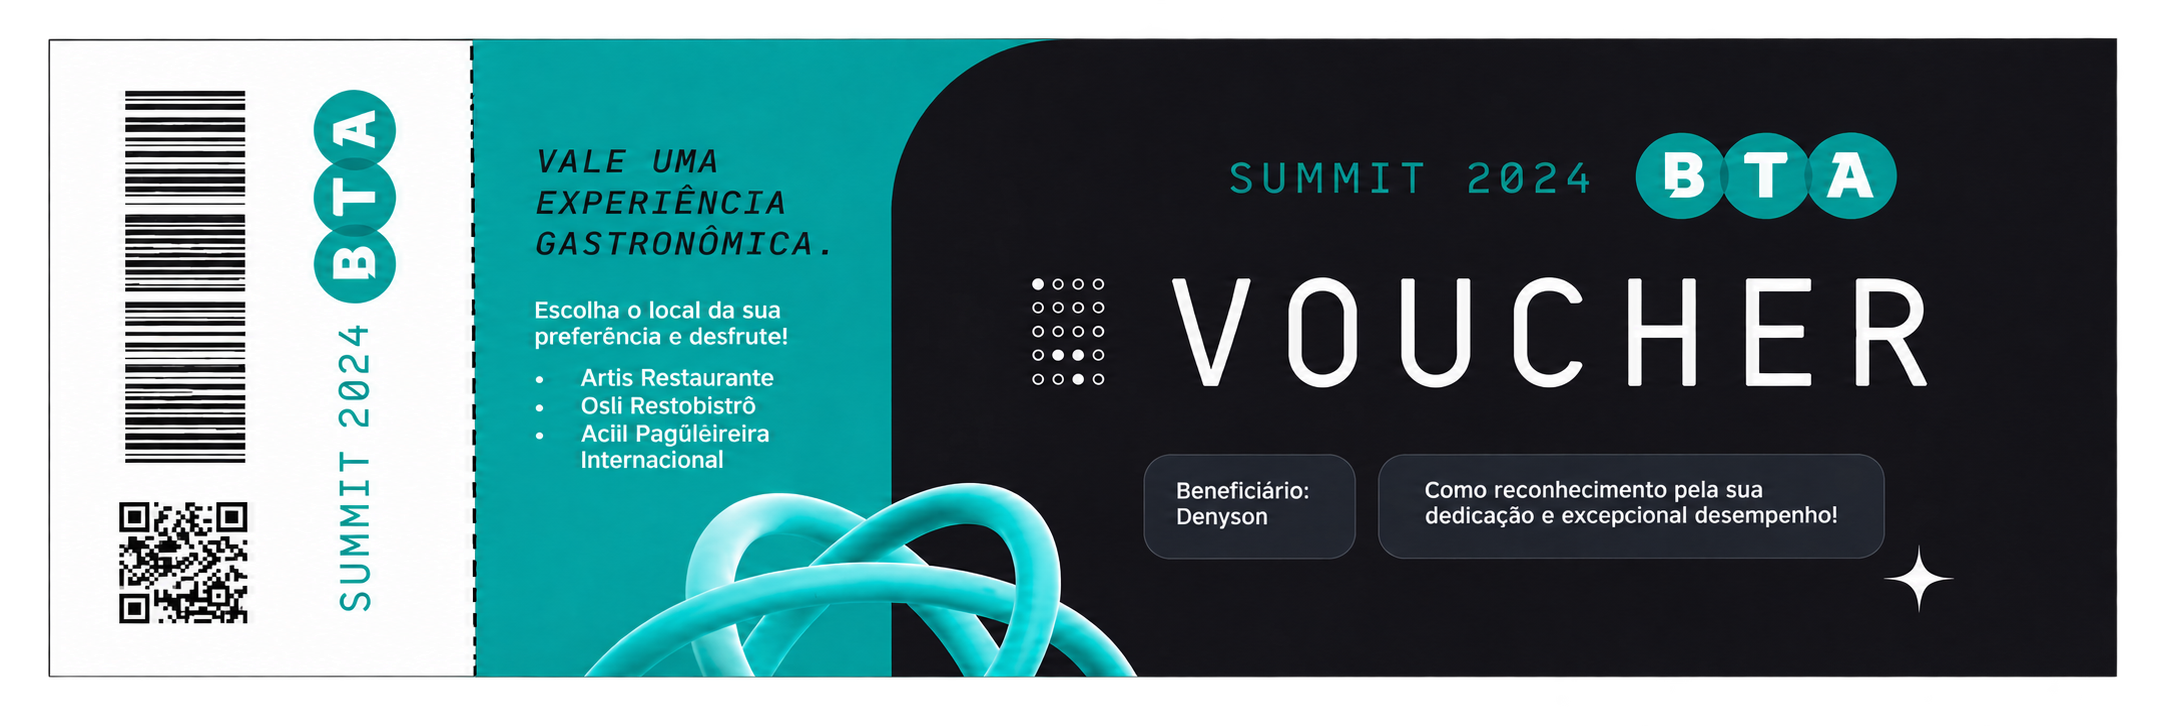 BTA
SUMMIT 2024
VALE UMA
EXPERIÊNCIA
GASTRONÔMICA.
Escolha o local da sua
preferência e desfrute!
• Artis Restaurante
• Osli Restobistrô
• Aciil
Internacional
SUMMIT 2024 BTA
VOUCHER
Beneficiário:
Denyson
Como reconhecimento pela sua
dedicação e excepcional desempenho!